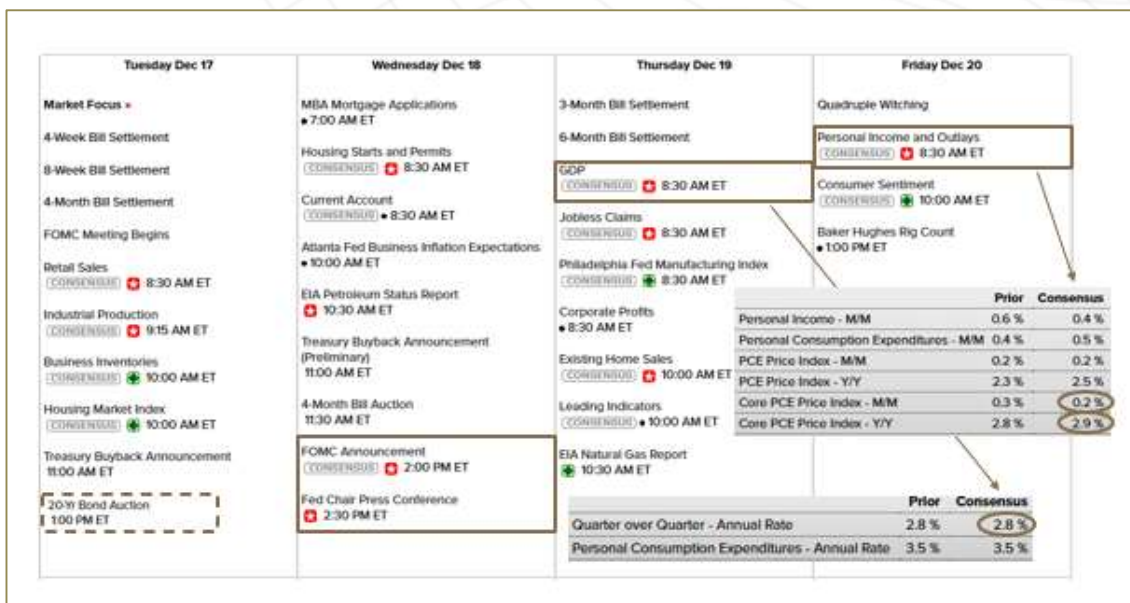 Tuesday Dec 17
Market Focus »
4-Week Bill Settlement
8-Week Bill Settlement
4-Month Bill Settlement
FOMC Meeting Begins
Retail Sales
CONSENSUS 8:30 AM ET
Industrial Production
CONSENSUS 9:15 AM ET
Business Inventories
CONSENSUS 10:00 AM ET
Housing Market Index
CONSENSUS 10:00 AM ET
Treasury Buyback Announcement
11:00 AM ET
20-Yr Bond Auction
1:00 PM ET
Wednesday Dec 18
MBA Mortgage Applications
• 7:00 AM ET
Housing Starts and Permits
CONSENSUS 8:30 AM ET
Current Account
CONSENSUS • 8:30 AM ET
Atlanta Fed Business Inflation Expectations
• 10:00 AM ET
EIA Petroleum Status Report
10:30 AM ET
Treasury Buyback Announcement
(Preliminary)
11:00 AM ET
4-Month Bill Auction
11:30 AM ET
FOMC Announcement
CONSENSUS 2:00 PM ET
Fed Chair Press Conference
2:30 PM ET
Thursday Dec 19
3-Month Bill Settlement
6-Month Bill Settlement
GDP
CONSENSUS 8:30 AM ET
Jobless Claims
CONSENSUS 8:30 AM ET
Philadelphia Fed Manufacturing Index
CONSENSUS 8:30 AM ET
Corporate Profits
• 8:30 AM ET
Existing Home Sales
CONSENSUS 10:00 AM ET
Leading Indicators
CONSENSUS • 10:00 AM ET
EIA Natural Gas Report
10:30 AM ET
Friday Dec 20
Quadruple Witching
Personal Income and Outlays
CONSENSUS 8:30 AM ET
Consumer Sentiment
CONSENSUS 10:00 AM ET
Baker Hughes Rig Count
• 1:00 PM ET
Prior Consensus
Personal Income - M/M 0.6 % 0.4 %
Personal Consumption Expenditures - M/M 0.4 % 0.5 %
PCE Price Index - M/M 0.2 % 0.2 %
PCE Price Index - Y/Y 2.3 % 2.5 %
Core PCE Price Index - M/M 0.3 % 0.2 %
Core PCE Price Index - Y/Y 2.8 % 2.9 %
Prior Consensus
Quarter over Quarter - Annual Rate 2.8 % 2.8 %
Personal Consumption Expenditures - Annual Rate 3.5 % 3.5 %